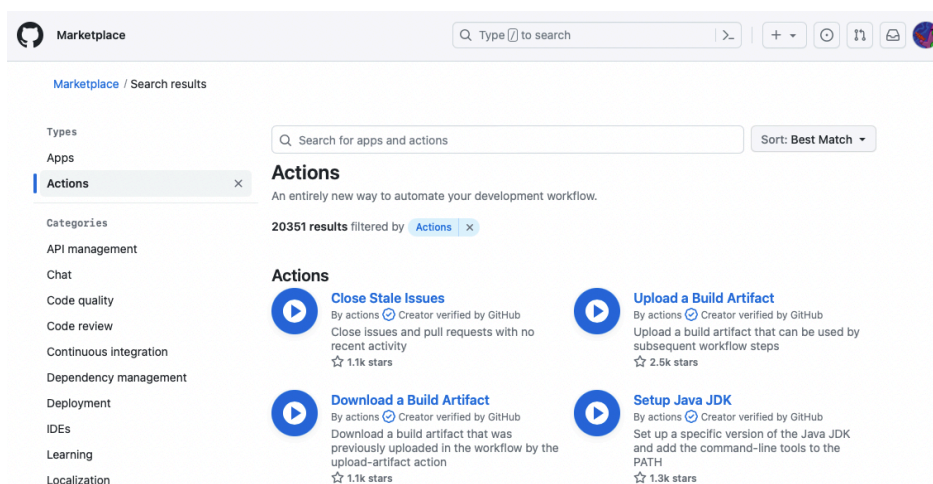 Marketplace
Type / to search
Marketplace / Search results
Types
Apps
Actions
Categories
API management
Chat
Code quality
Code review
Continuous integration
Dependency management
Deployment
IDEs
Learning
Localization
Search for apps and actions
Sort: Best Match
Actions
An entirely new way to automate your development workflow.
20351 results filtered by Actions
Actions
Close Stale Issues
By actions Creator verified by GitHub
Close issues and pull requests with no
recent activity
1.1k stars
Upload a Build Artifact
By actions Creator verified by GitHub
Upload a build artifact that can be used by
subsequent workflow steps
2.5k stars
Download a Build Artifact
By actions Creator verified by GitHub
Download a build artifact that was
previously uploaded in the workflow by the
upload-artifact action
1.1k stars
Setup Java JDK
By actions Creator verified by GitHub
Set up a specific version of the Java JDK
and add the command-line tools to the
PATH
1.3k stars